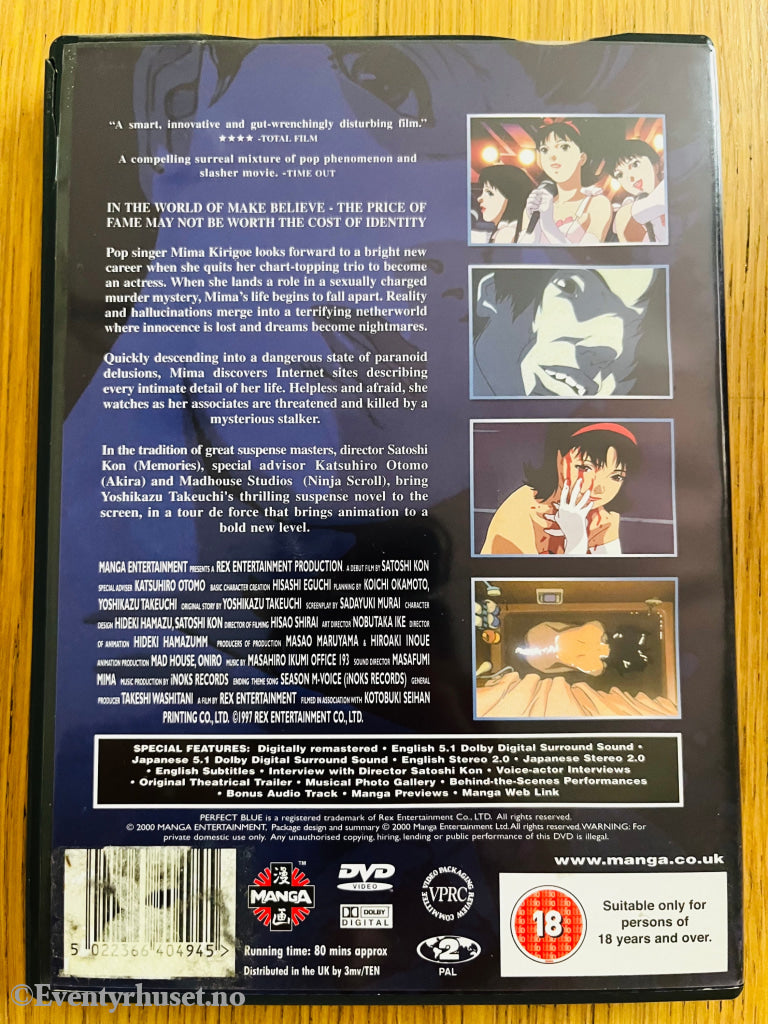 "A smart, innovative and gut-wrenchingly disturbing film."
★★★★ -TOTAL FILM
A compelling surreal mixture of pop phenomenon and
slasher movie. -TIME OUT
IN THE WORLD OF MAKE BELIEVE - THE PRICE OF
FAME MAY NOT BE WORTH THE COST OF IDENTITY
Pop singer Mima Kirigoe looks forward to a bright new
career when she quits her chart-topping trio to become
an actress. When she lands a role in a sexually charged
murder mystery, Mima's life begins to fall apart. Reality
and hallucinations merge into a terrifying netherworld
where innocence is lost and dreams become nightmares.
Quickly descending into a dangerous state of paranoid
delusions, Mima discovers Internet sites describing
every intimate detail of her life. Helpless and afraid, she
watches as her associates are threatened and killed by a
mysterious stalker.
In the tradition of great suspense masters, director Satoshi
Kon (Memories), special advisor Katsuhiro Otomo
(Akira) and Madhouse Studios (Ninja Scroll), bring
Yoshikazu Takeuchi's thrilling suspense novel to the
screen, in a tour de force that brings animation to a
bold new level.
MANGA ENTERTAINMENT PRESENTS A REX ENTERTAINMENT PRODUCTION. A DEBUT FILM BY SATOSHI KON
SPECIAL ADVISER KATSUHIRO OTOMO BASIC CHARACTER CREATION HISASHI EGUCHI PLANNING BY KOICHI OKAMOTO,
YOSHIKAZU TAKEUCHI ORIGINAL STORY BY YOSHIKAZU TAKEUCHI SCREENPLAY BY SADAYUKI MURAI CHARACTER
DESIGN HIDEKI HAMAZU, SATOSHI KON DIRECTOR OF FILMING HISAO SHIRAI ART DIRECTOR NOBUTAKA IKE DIRECTOR
OF ANIMATION HIDEKI HAMAZUMM PRODUCERS OF PRODUCTION MASAO MARUYAMA & HIROAKI INOUE
ANIMATION PRODUCTION MAD HOUSE, ONIRO MUSIC BY MASAHIRO IKUMI OFFICE 193 SOUND DIRECTOR MASAFUMI
MIMA MUSIC PRODUCTION BY iNOKS RECORDS ENDING THEME SONG SEASON M-VOICE (iNOKS RECORDS) GENERAL
PRODUCER TAKESHI WASHITANI A FILM BY REX ENTERTAINMENT FILMED IN ASSOCIATION WITH KOTOBUKI SEIHAN
PRINTING CO., LTD. ©1997 REX ENTERTAINMENT CO., LTD.
SPECIAL FEATURES: Digitally remastered • English 5.1 Dolby Digital Surround Sound •
Japanese 5.1 Dolby Digital Surround Sound • English Stereo 2.0 • Japanese Stereo 2.0
• English Subtitles • Interview with Director Satoshi Kon • Voice-actor Interviews
• Original Theatrical Trailer • Musical Photo Gallery • Behind-the-Scenes Performances
• Bonus Audio Track • Manga Previews • Manga Web Link
PERFECT BLUE is a registered trademark of Rex Entertainment Co., LTD. All rights reserved.
© 2000 MANGA ENTERTAINMENT, Package design and summary © 2000 Manga Entertainment Ltd. All rights reserved. WARNING: For
private domestic use only. Any unauthorised copying, hiring, lending or public performance of this DVD is illegal.
www.manga.co.uk
5 022366 404945 >
漫
MANGA
画
™
DVD
VIDEO
DOLBY
DIGITAL
VIDEO PACKAGING REVIEW COMMITTEE
VPRC
2
PAL
18
Suitable only for
persons of
18 years and over.
Running time: 80 mins approx
Distributed in the UK by 3mv/TEN
©Eventyrhuset.no